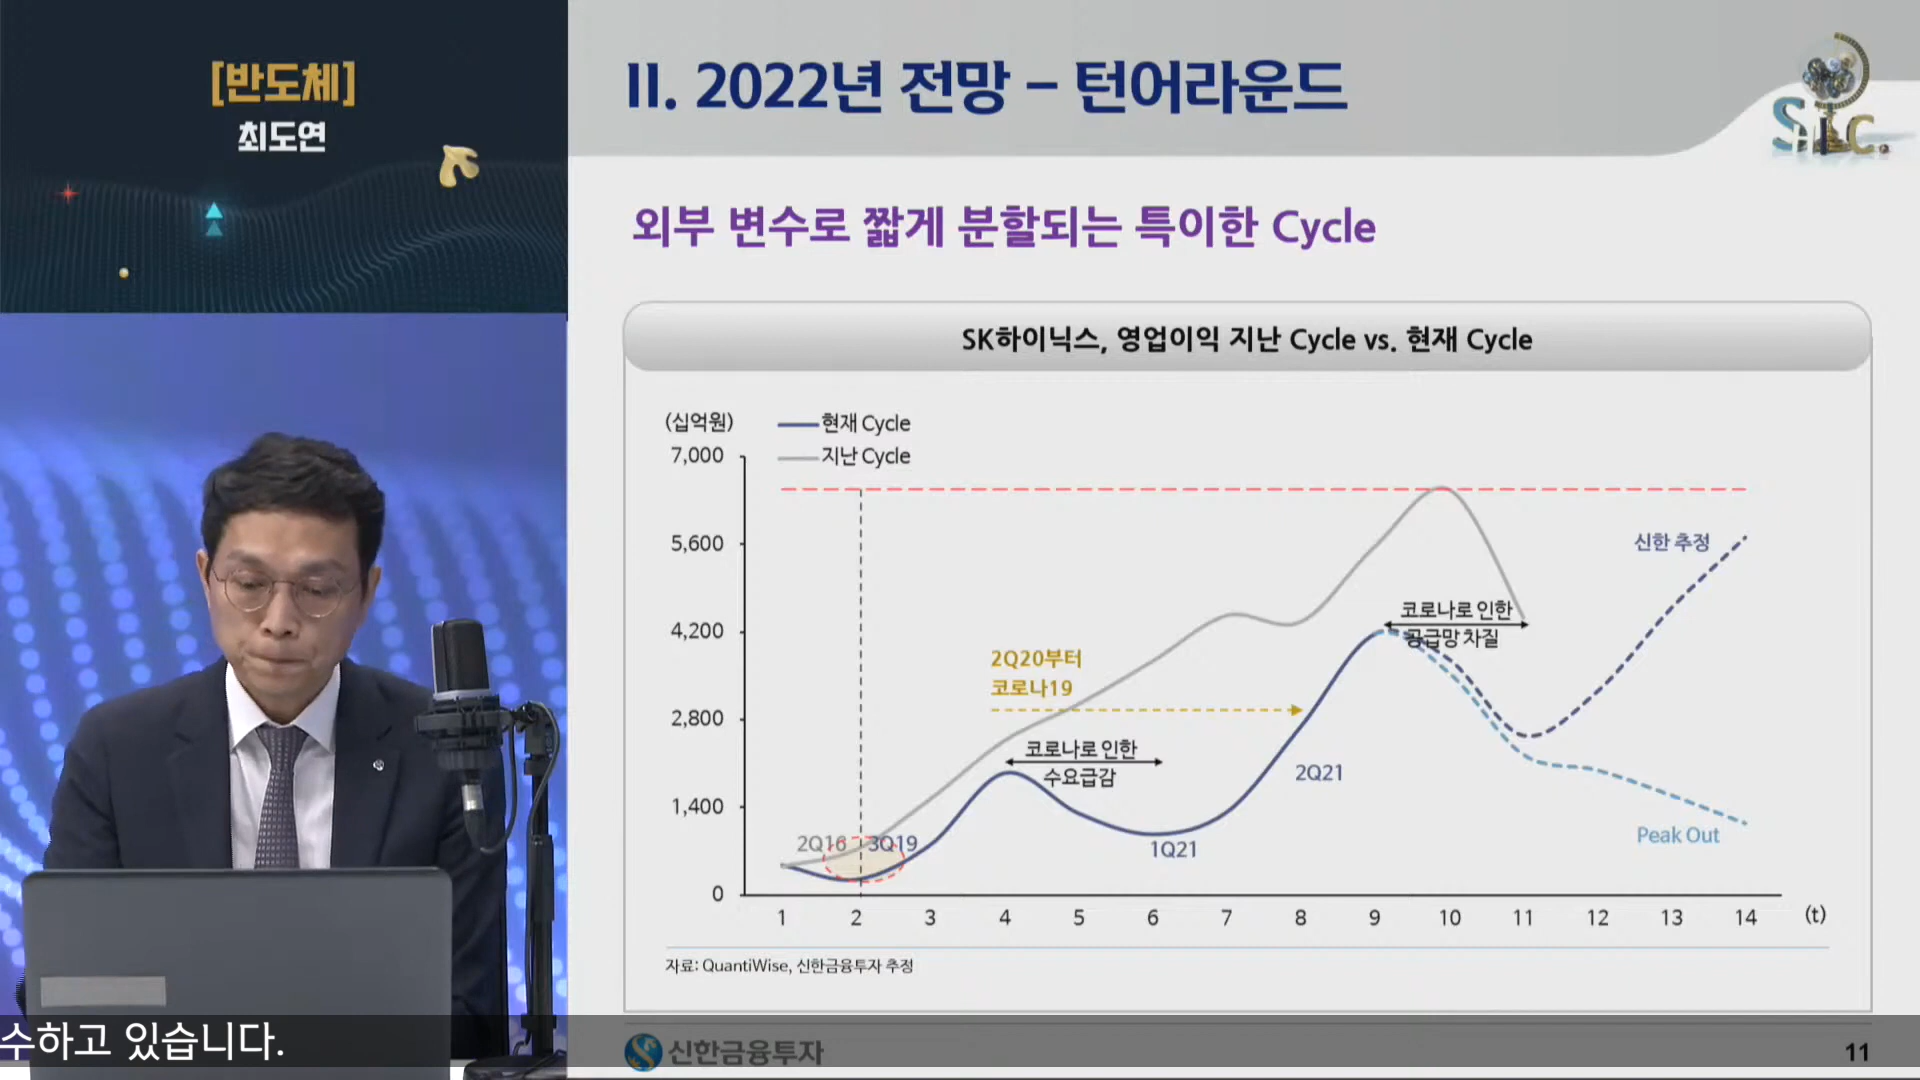 [반도체]
최도연
II. 2022년 전망 – 턴어라운드
SHIC.
외부 변수로 짧게 분할되는 특이한 Cycle
SK하이닉스, 영업이익 지난 Cycle vs. 현재 Cycle
(십억원)
현재 Cycle
지난 Cycle
7,000
5,600
4,200
2,800
1,400
0
신한 추정
코로나로 인한
공급망 차질
2Q20부터
코로나19
코로나로 인한
수요급감
2Q21
2Q16
3Q19
1Q21
Peak Out
1 2 3 4 5 6 7 8 9 10 11 12 13 14 (t)
자료: QuantiWise, 신한금융투자 추정
수하고 있습니다.
신한금융투자
11